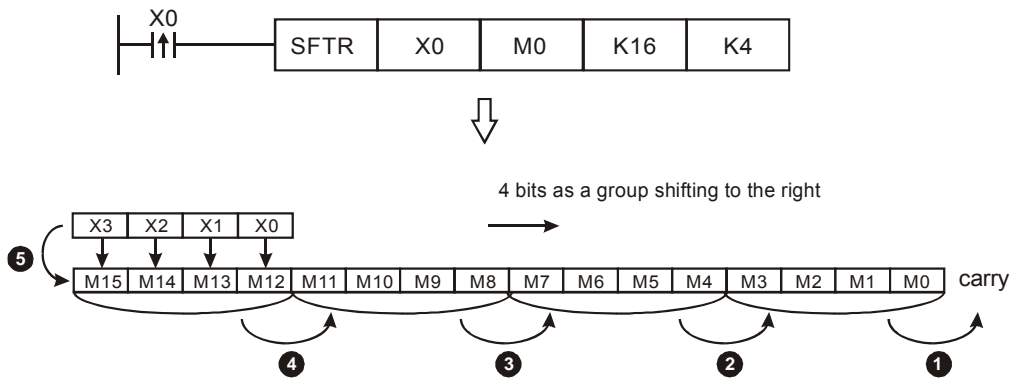 X0
SFTR X0 M0 K16 K4
4 bits as a group shifting to the right
X3 X2 X1 X0
5
M15 M14 M13 M12 M11 M10 M9 M8 M7 M6 M5 M4 M3 M2 M1 M0 carry
4 3 2 1